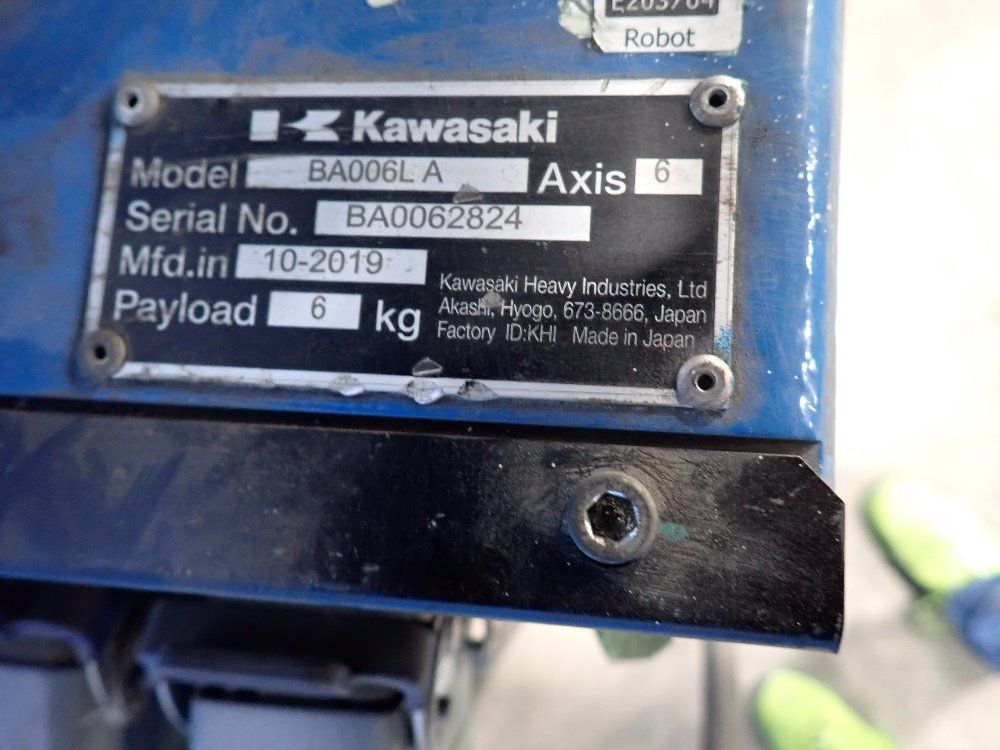 E203704
Robot
Kawasaki
Model BA006L A Axis 6
Serial No. BA0062824
Mfd.in 10-2019
Payload 6 kg
Kawasaki Heavy Industries, Ltd
Akashi, Hyogo, 673-8666, Japan
Factory ID:KHI Made in Japan